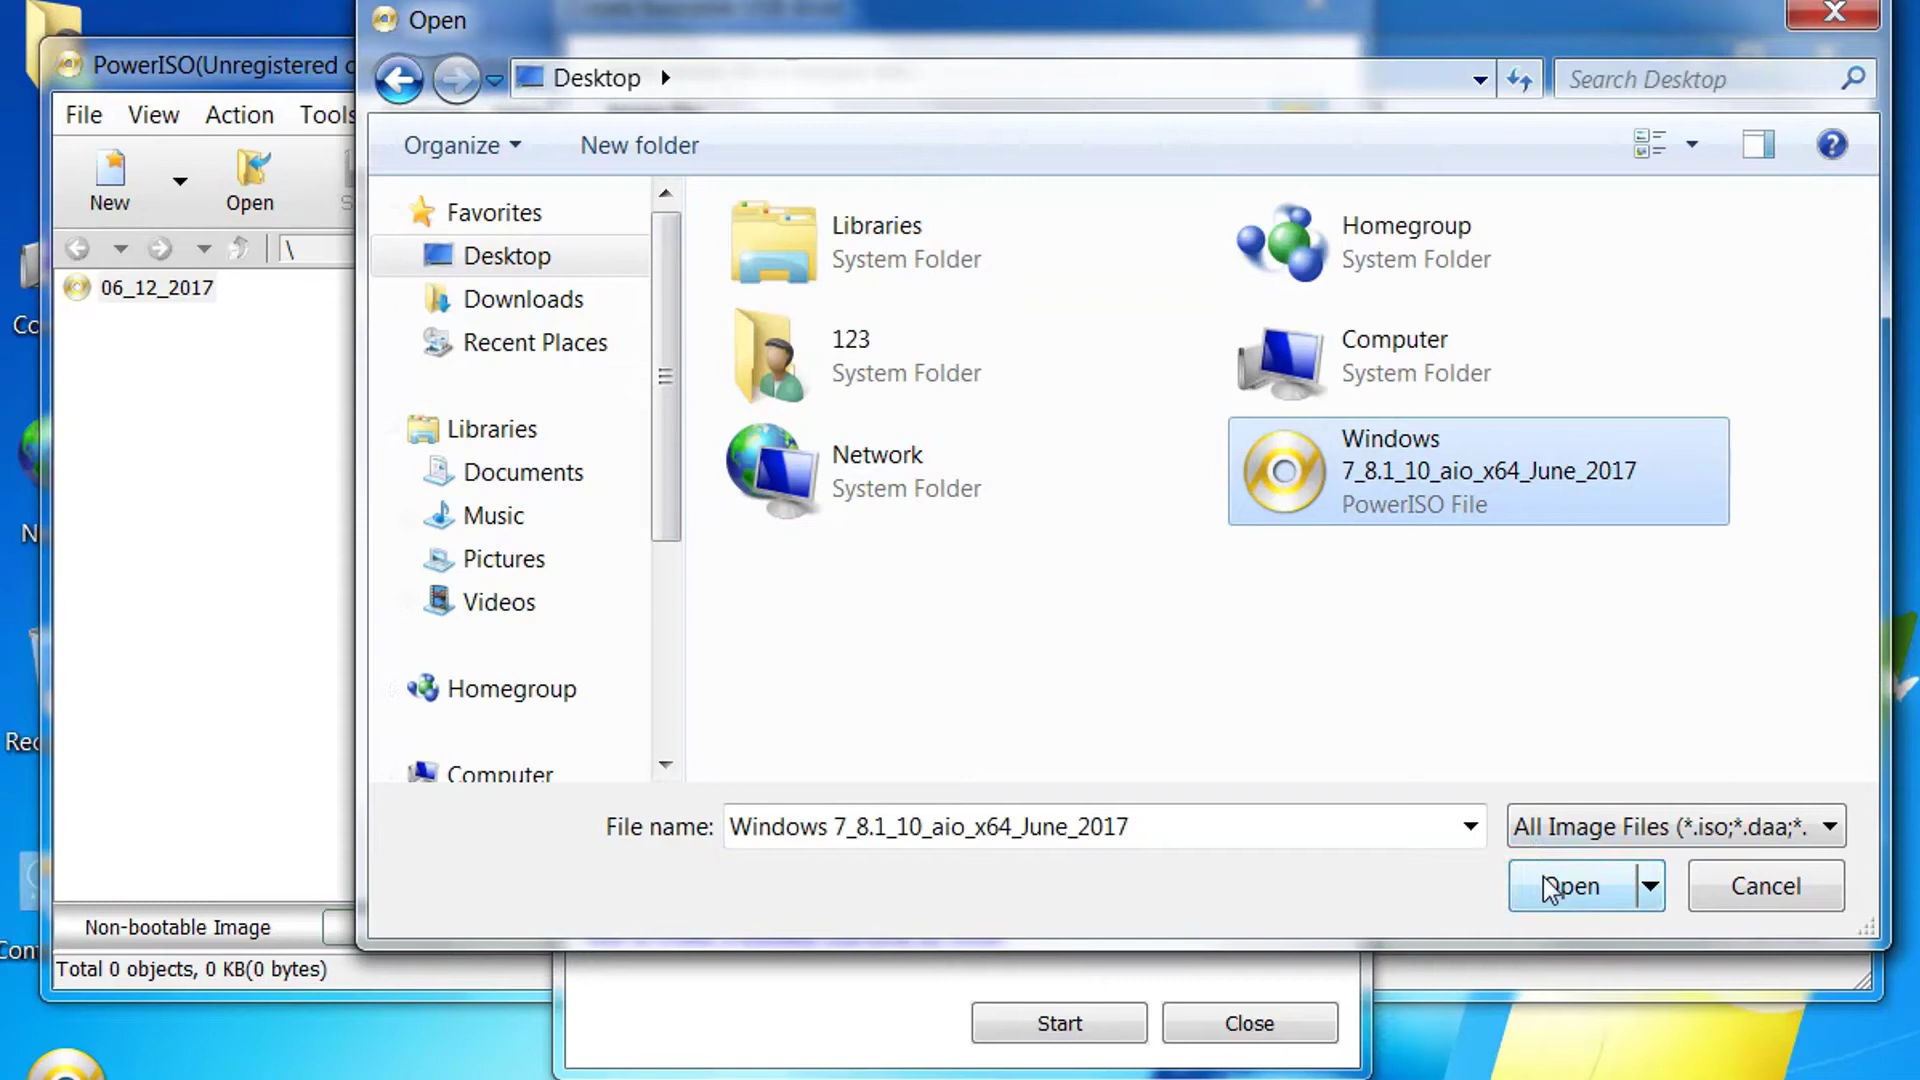 Open
PowerISO(Unregistered
Desktop
Search Desktop
File View Action Tools
Organize
New folder
New
Open
\
06_12_2017
Favorites
Desktop
Downloads
Recent Places
Libraries
Documents
Music
Pictures
Videos
Homegroup
Computer
Libraries
System Folder
Homegroup
System Folder
123
System Folder
Computer
System Folder
Network
System Folder
Windows
7_8.1_10_aio_x64_June_2017
PowerISO File
File name:
Windows 7_8.1_10_aio_x64_June_2017
All Image Files (*.iso;*.daa;*.
Open
Cancel
Non-bootable Image
Total 0 objects, 0 KB(0 bytes)
Start
Close